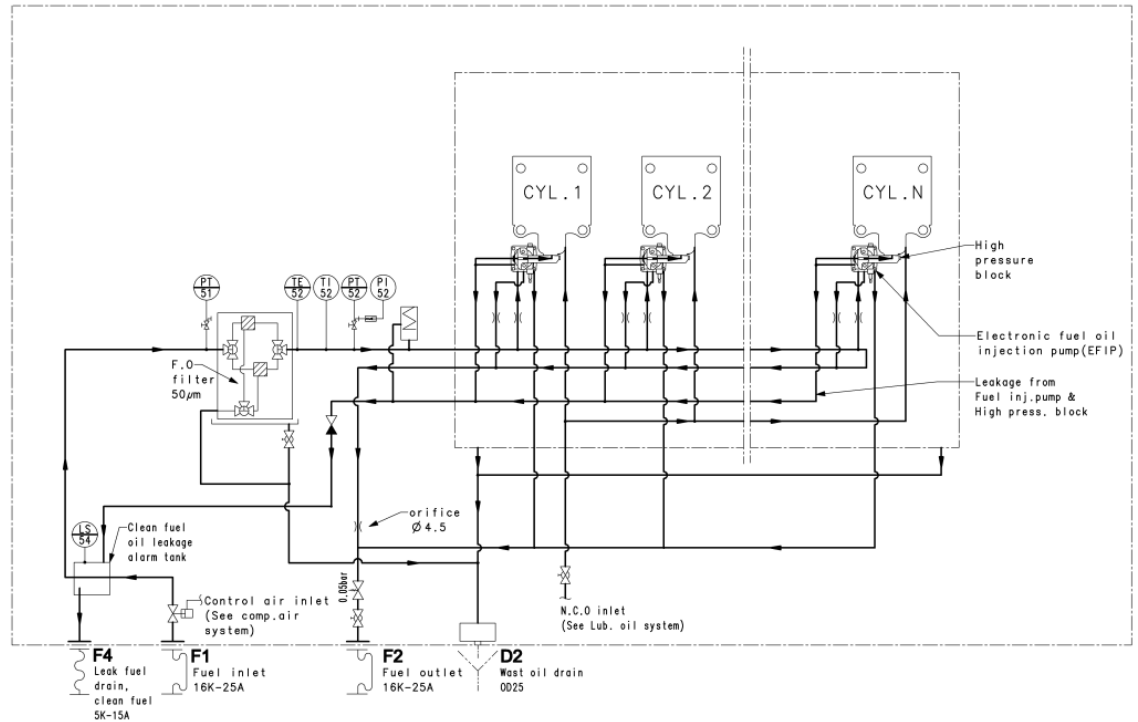 CYL.1
CYL.2
CYL.N
High
pressure
block
PT
51
TE
52
TI
52
PT
52
PI
52
Electronic fuel oil
injection pump(EFIP)
F.O
filter
50μm
Leakage from
Fuel inj.pump &
High press. block
orifice
Ø 4.5
LS
54
Clean fuel
oil leakage
alarm tank
0.05bar
Control air inlet
(See comp.air
system)
N.C.O inlet
(See Lub. oil system)
F4
Leak fuel
drain,
clean fuel
5K-15A
F1
Fuel inlet
16K-25A
F2
Fuel outlet
16K-25A
D2
Wast oil drain
OD25